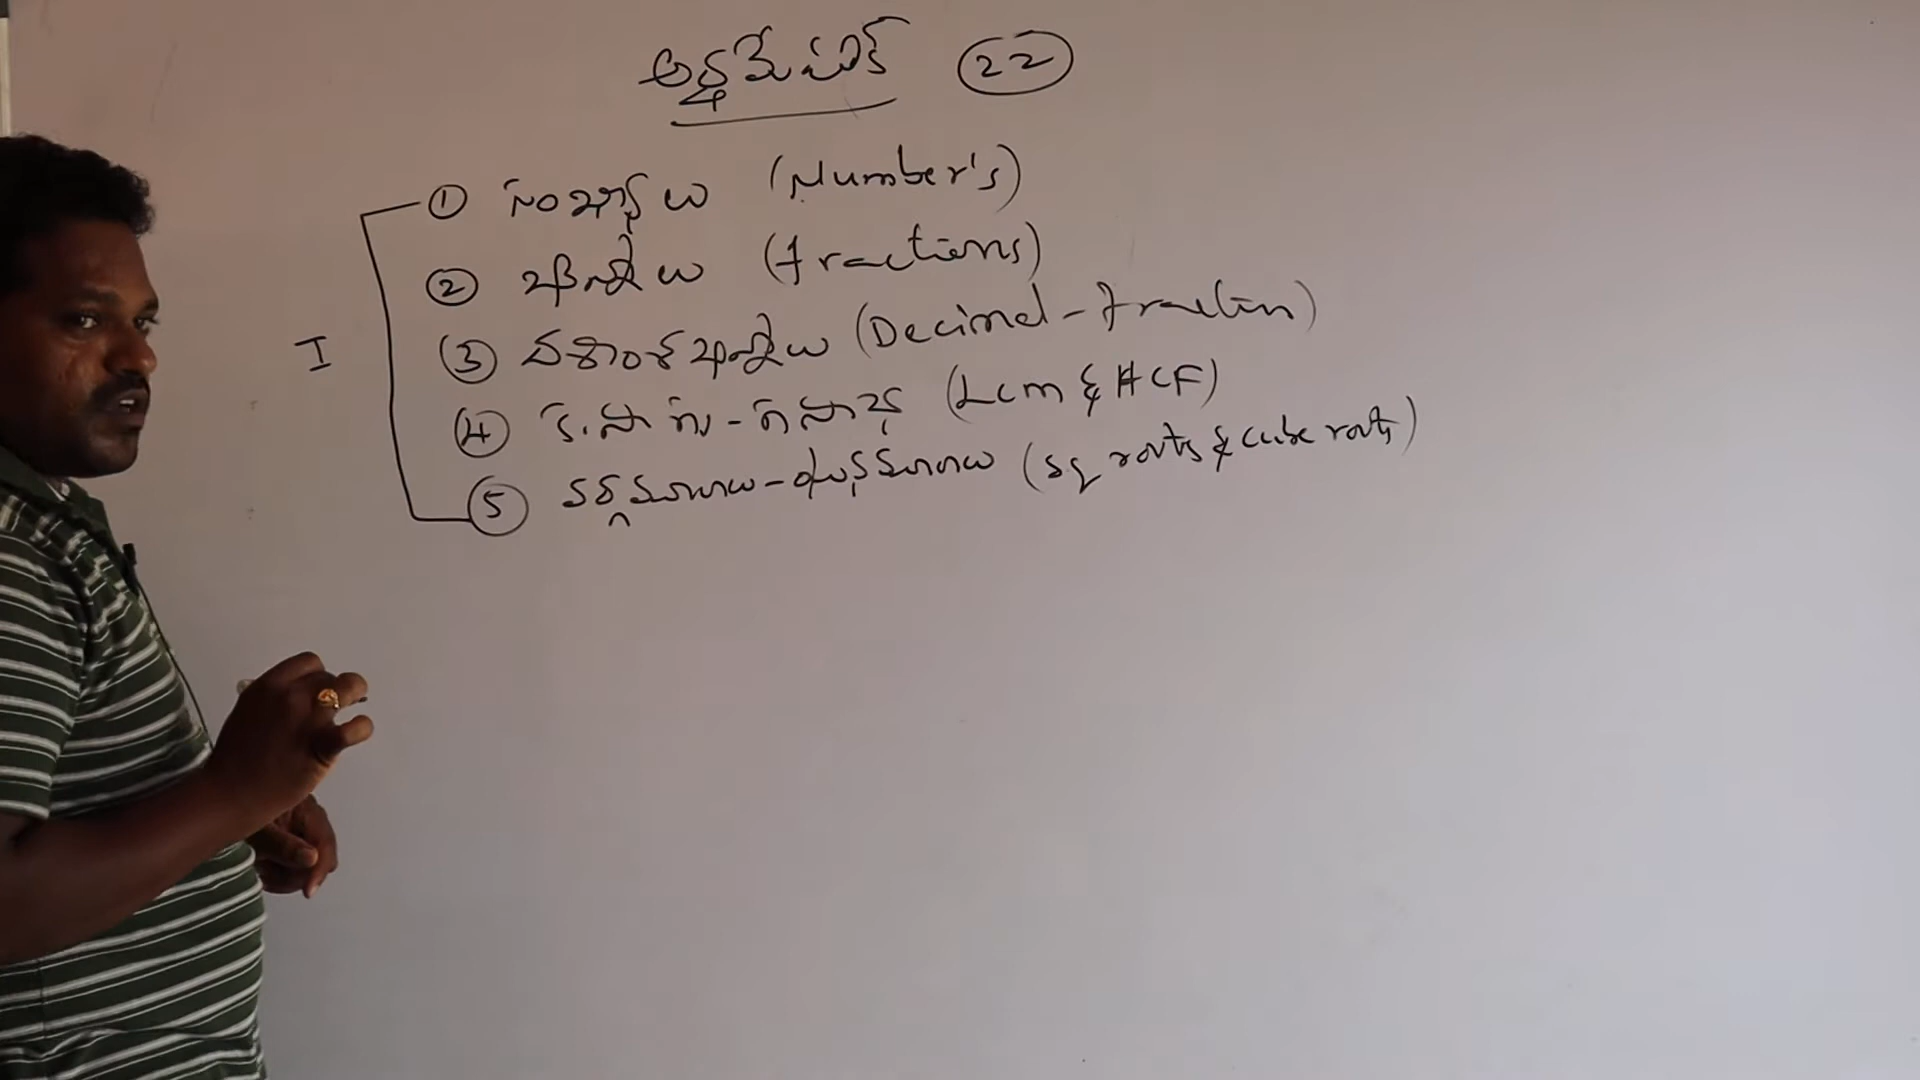 అర్థమేటిక్ 22
① సంఖ్యలు (Number's)
② భిన్నాలు (fractions)
I ③ దశాంశభిన్నాలు (Decimal - fraction)
④ క.సా.గు - గ.సా.భ (Lcm & HCF)
⑤ వర్గమూలాలు - ఘనమూలాలు (sq roots & cube roots)